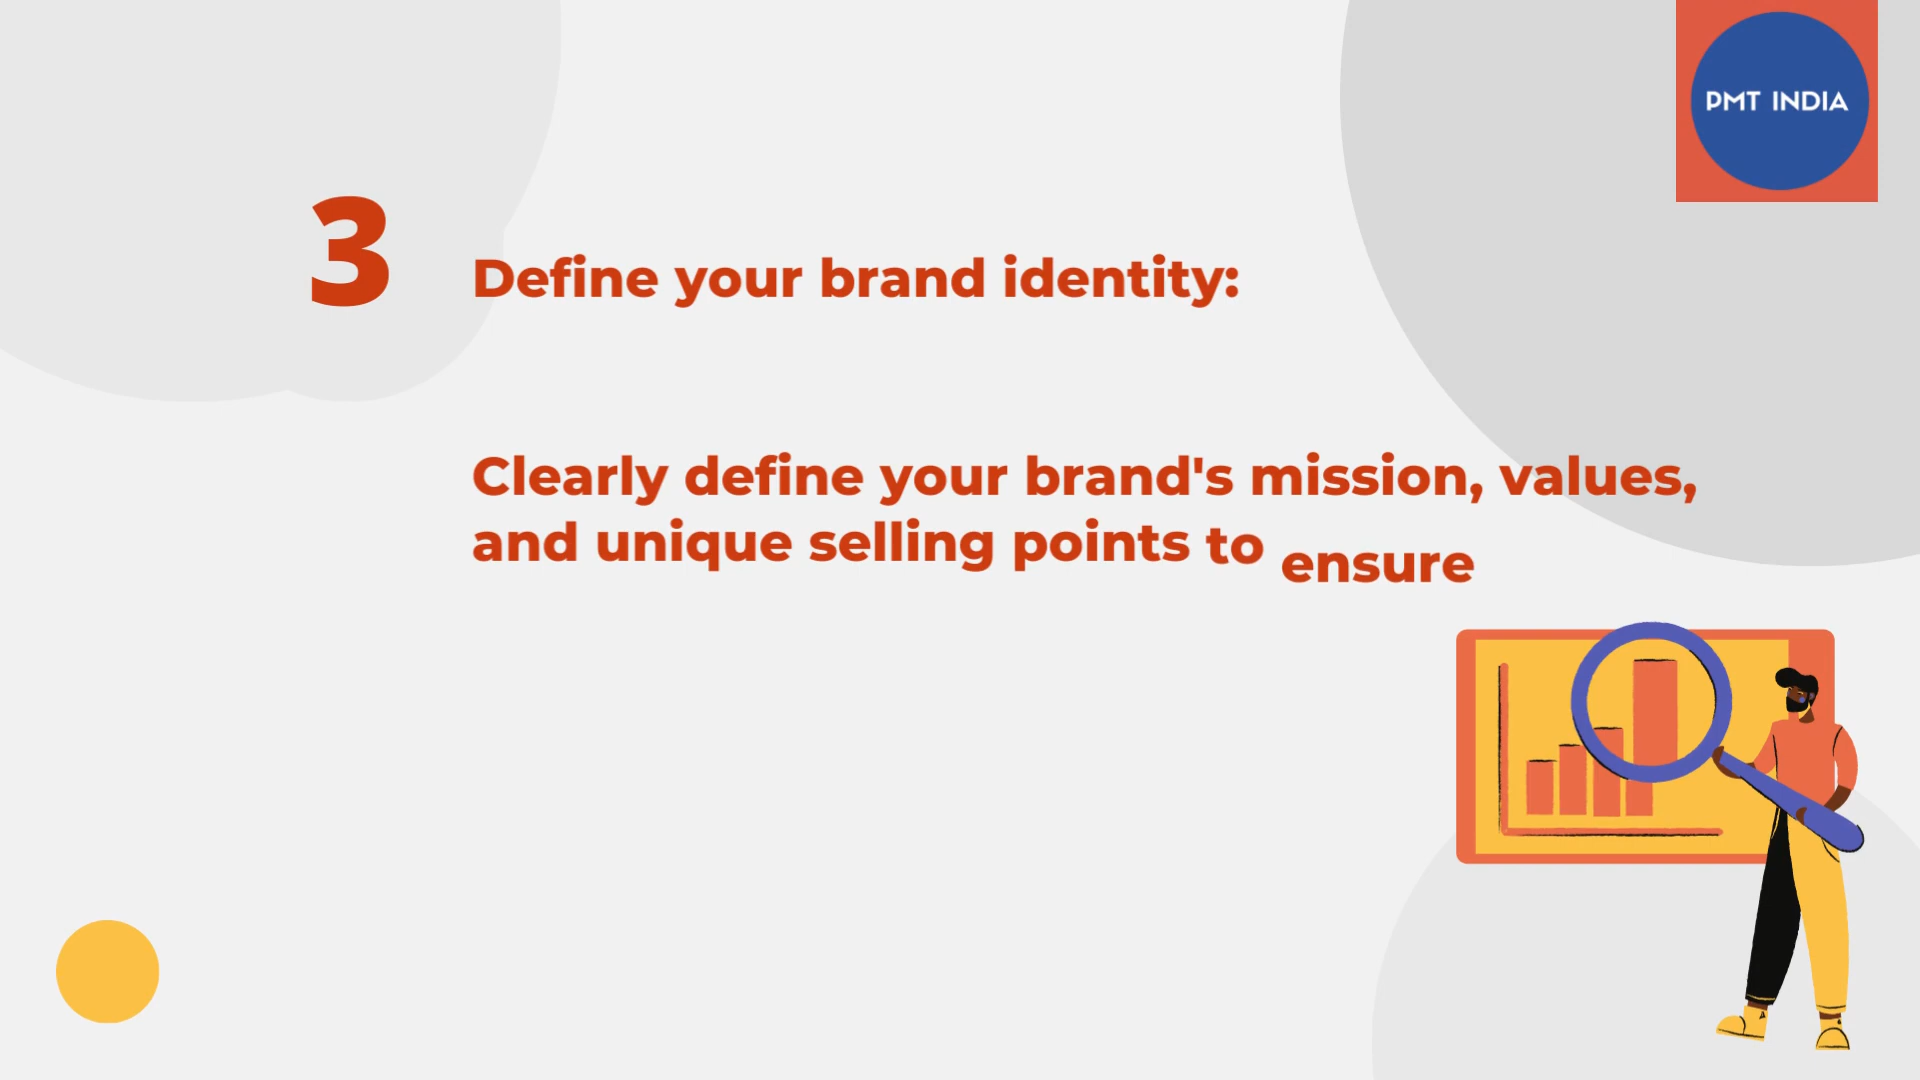 PMT INDIA
3
Define your brand identity:
Clearly define your brand's mission, values,
and unique selling points to ensure